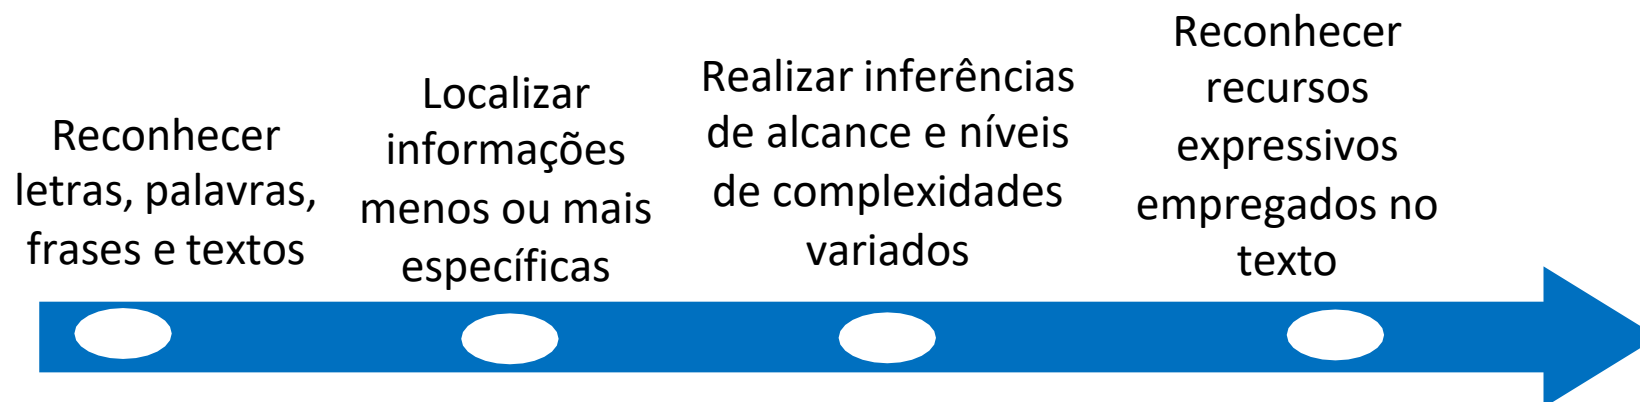 Reconhecer
letras, palavras,
frases e textos
Localizar
informações
menos ou mais
específicas
Realizar inferências
de alcance e níveis
de complexidades
variados
Reconhecer
recursos
expressivos
empregados no
texto